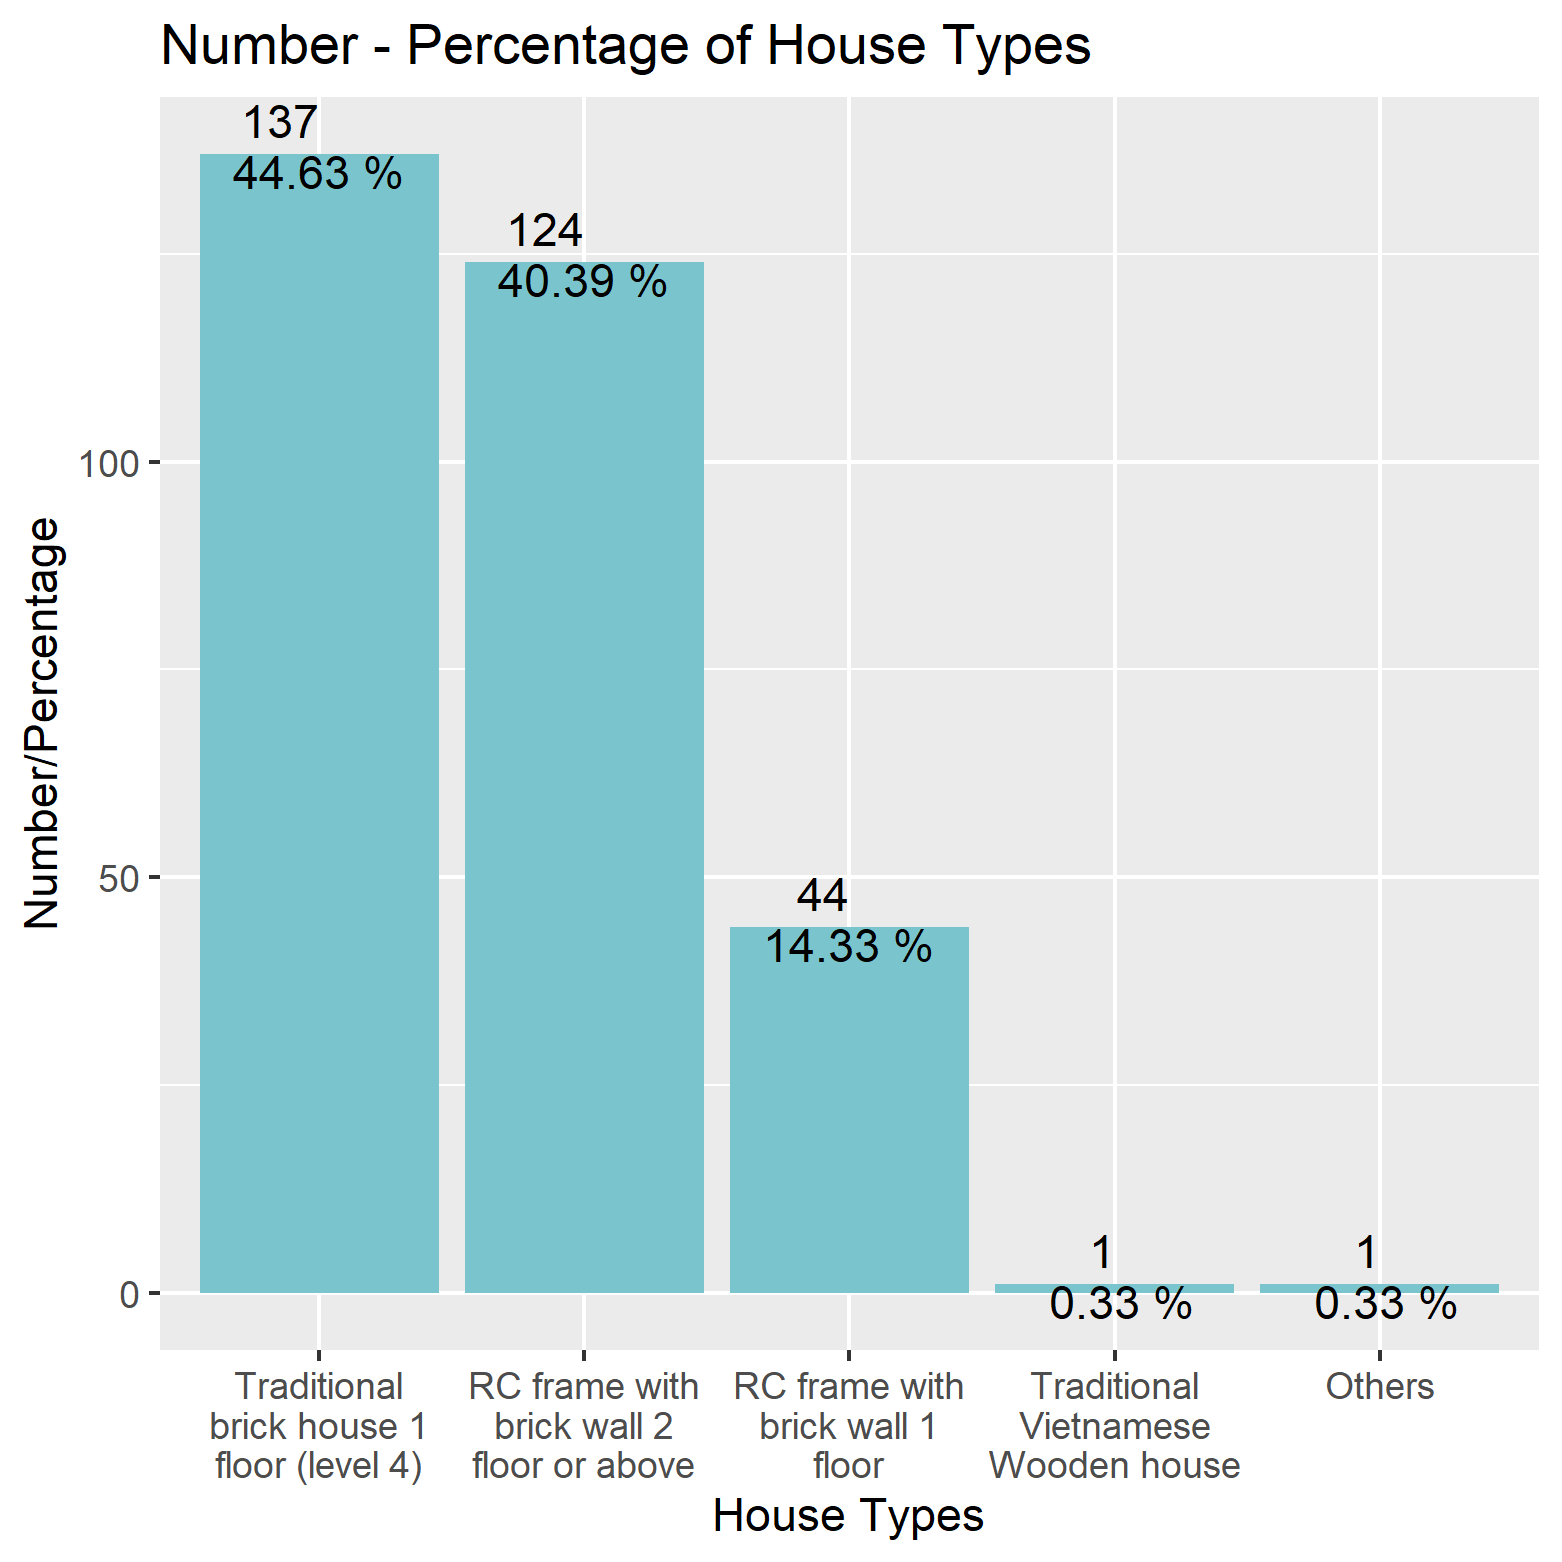 Number - Percentage of House Types
137
44.63 %
124
40.39 %
100
Number/Percentage
50
44
14.33 %
1
0.33 %
1
0.33 %
0
Traditional
brick house 1
floor (level 4)
RC frame with
brick wall 2
floor or above
RC frame with
brick wall 1
floor
Traditional
Vietnamese
Wooden house
Others
House Types